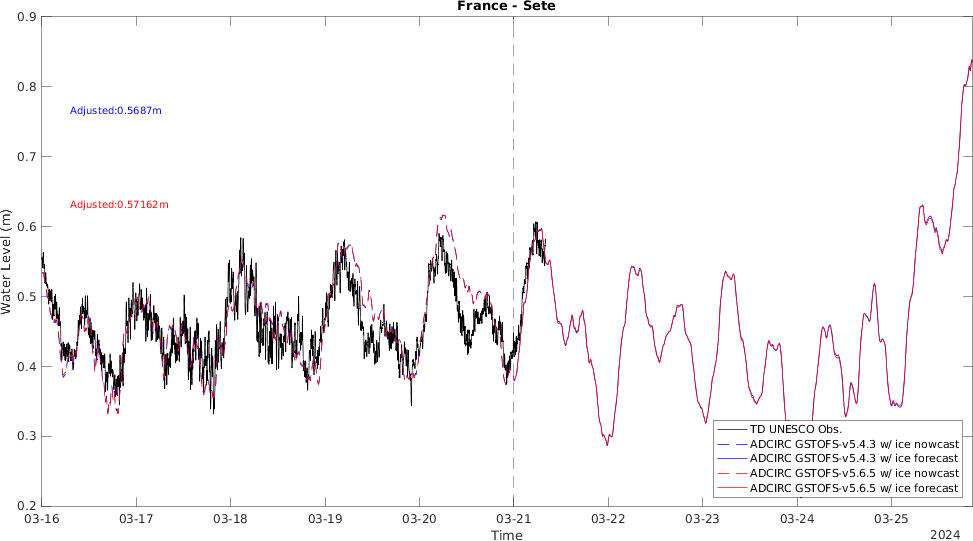 France - Sete
0.9
0.8
0.7
0.6
0.5
0.4
0.3
0.2
Water Level (m)
Adjusted:0.5687m
Adjusted:0.57162m
TD UNESCO Obs.
ADCIRC GSTOFS-v5.4.3 w/ ice nowcast
ADCIRC GSTOFS-v5.4.3 w/ ice forecast
ADCIRC GSTOFS-v5.6.5 w/ ice nowcast
ADCIRC GSTOFS-v5.6.5 w/ ice forecast
03-16 03-17 03-18 03-19 03-20 03-21 03-22 03-23 03-24 03-25
Time
2024